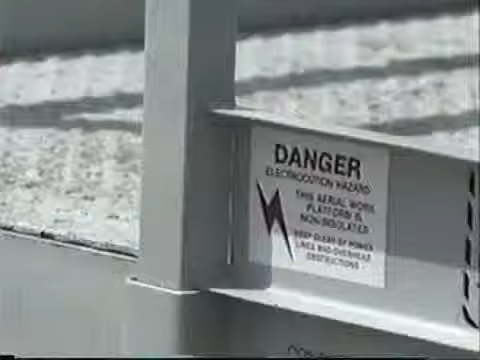 DANGER
ELECTROCUTION HAZARD
THIS AERIAL WORK
PLATFORM IS
NON-INSULATED
KEEP CLEAR OF POWER
LINES AND OVERHEAD
OBSTRUCTIONS